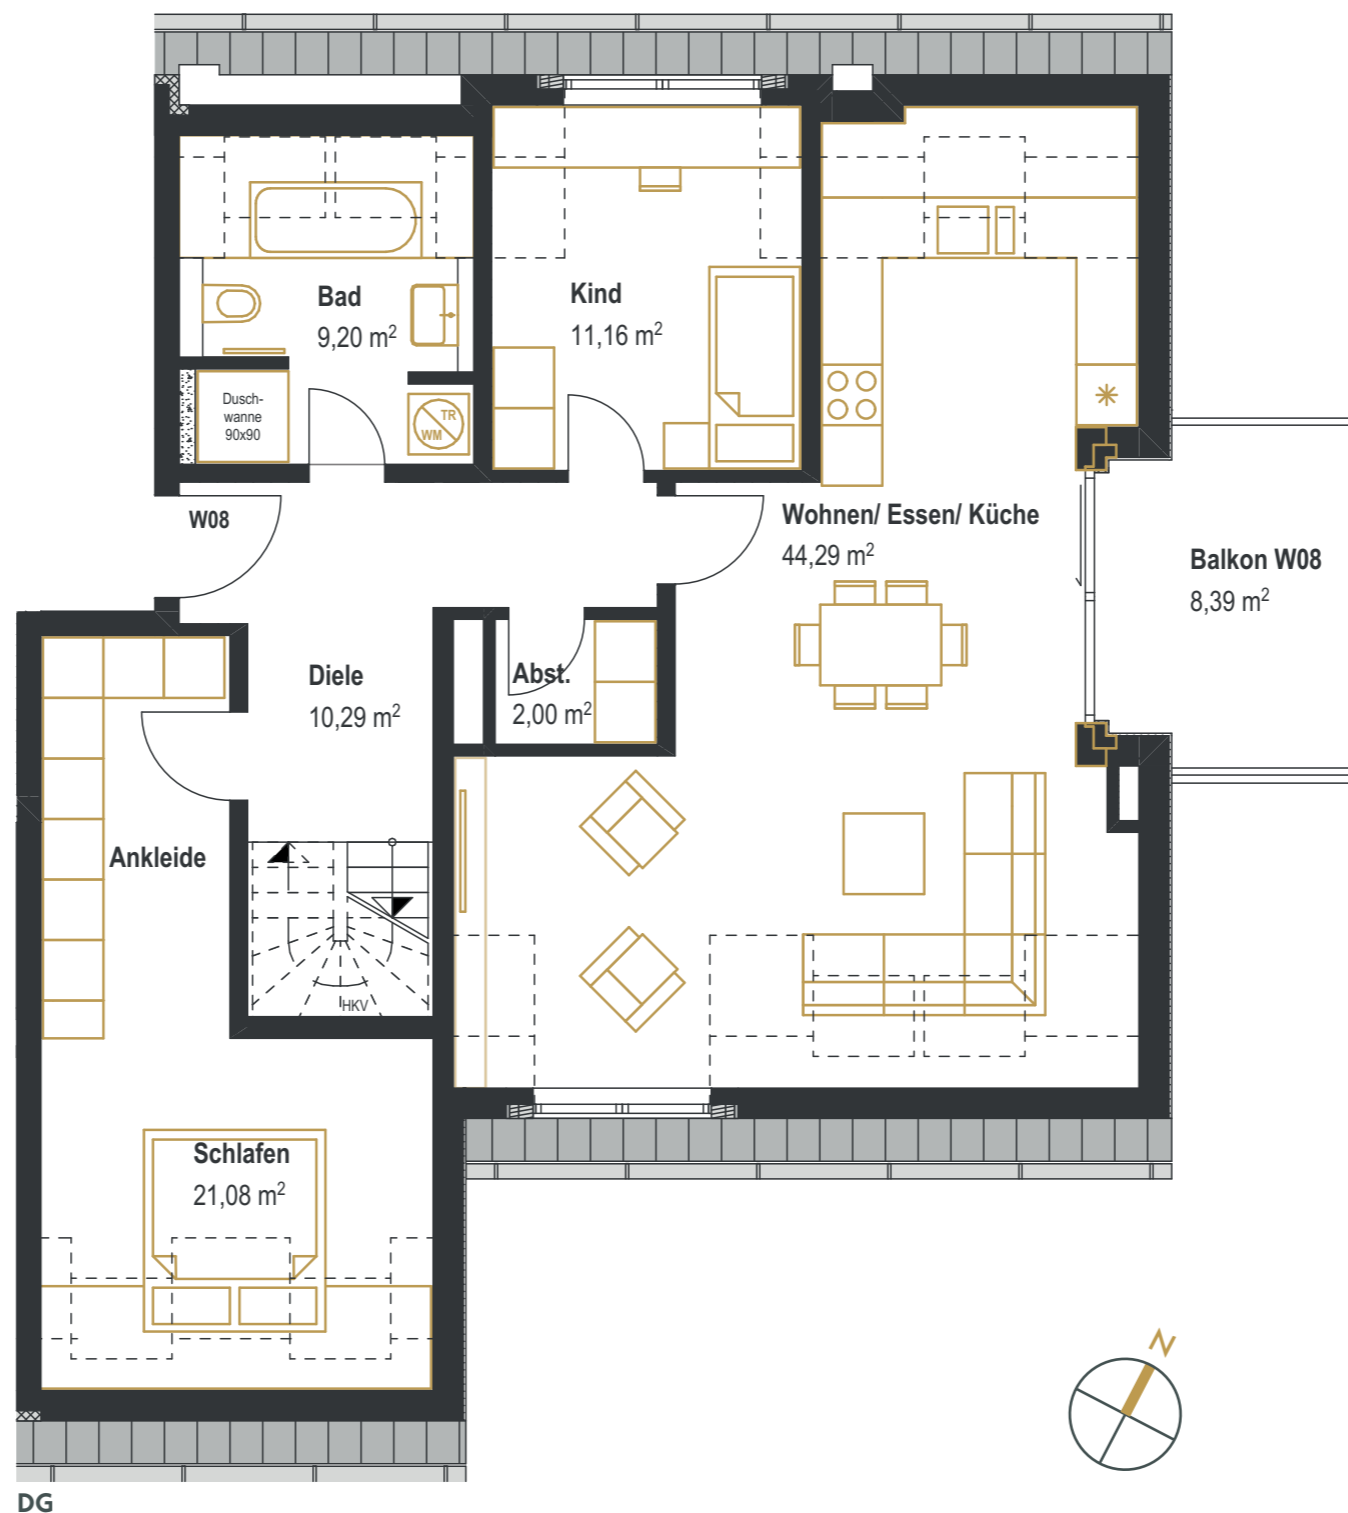 Bad
9,20 m²
Kind
11,16 m²
Dusch-
wanne
90x90
TR
WM
W08
Wohnen/ Essen/ Küche
44,29 m²
Balkon W08
8,39 m²
Diele
10,29 m²
Abst.
2,00 m²
Ankleide
HKV
Schlafen
21,08 m²
N
DG